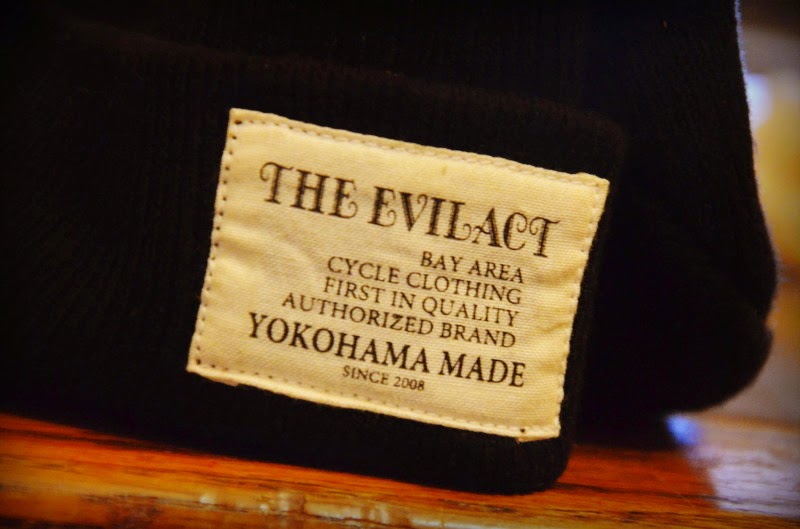 THE EVILACT
BAY AREA
CYCLE CLOTHING
FIRST IN QUALITY
AUTHORIZED BRAND
YOKOHAMA MADE
SINCE 2008